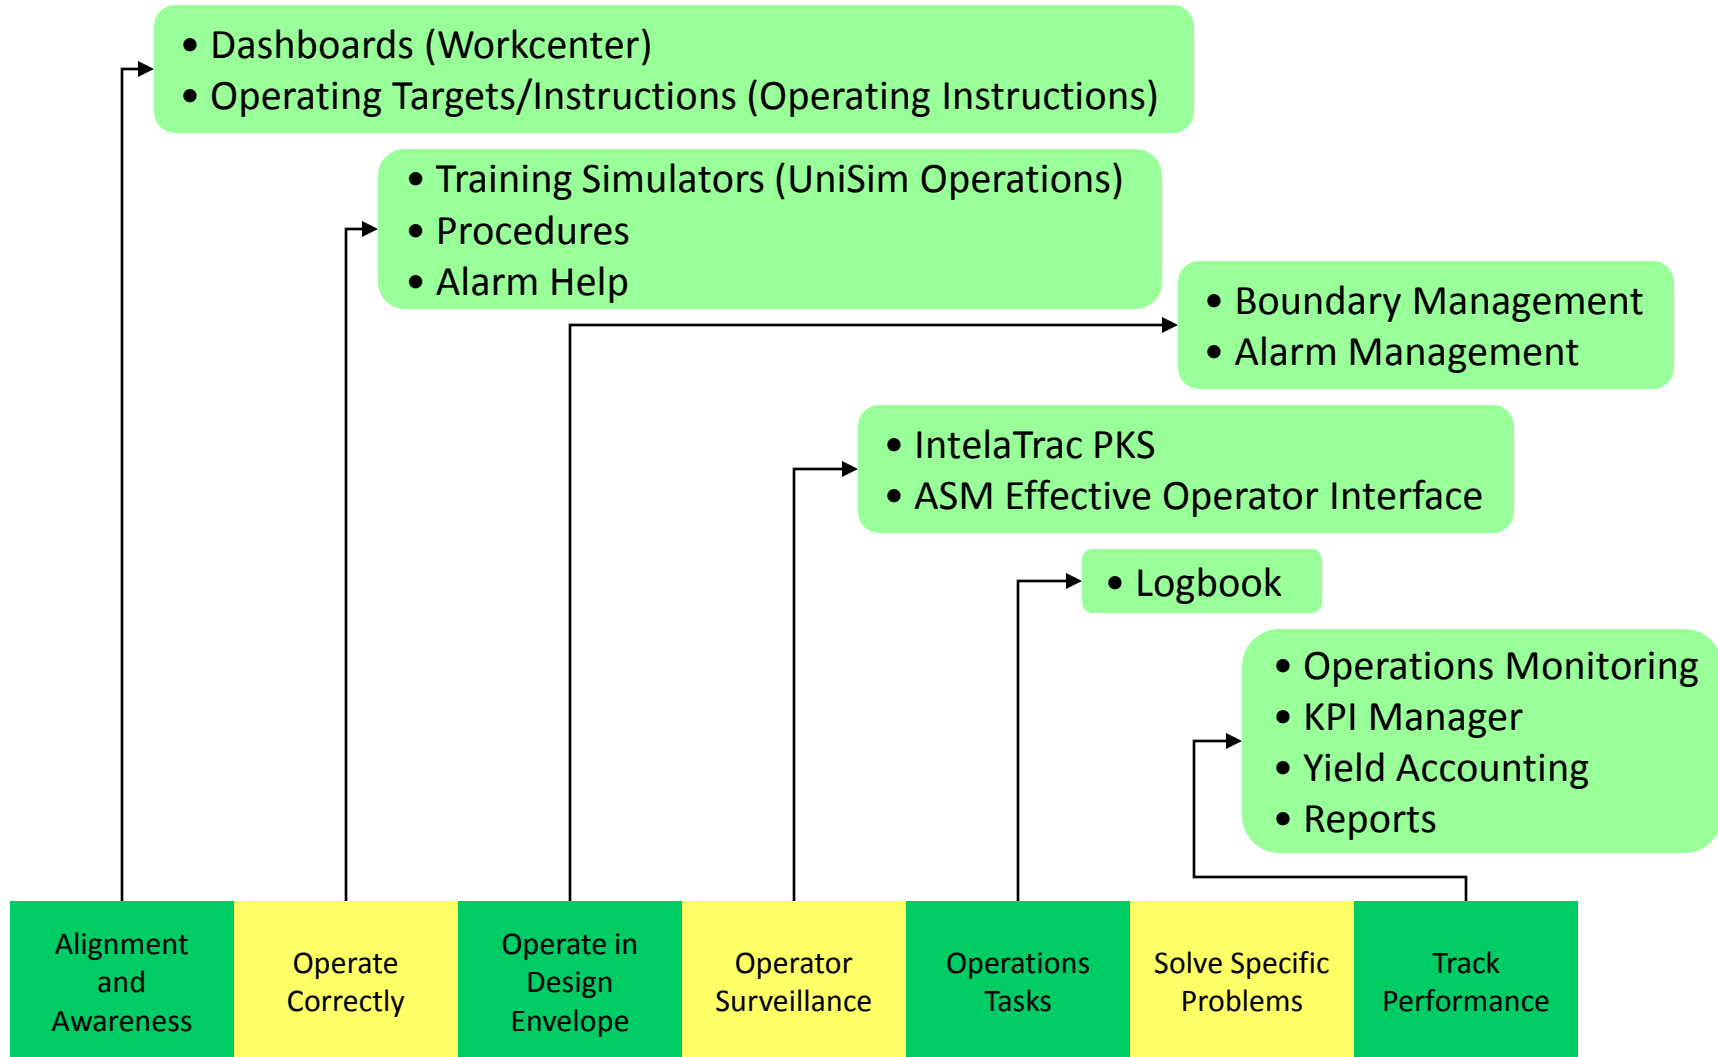 • Dashboards (Workcenter)
• Operating Targets/Instructions (Operating Instructions)
• Training Simulators (UniSim Operations)
• Procedures
• Alarm Help
• Boundary Management
• Alarm Management
• IntelaTrac PKS
• ASM Effective Operator Interface
• Logbook
• Operations Monitoring
• KPI Manager
• Yield Accounting
• Reports
Alignment
and
Awareness
Operate
Correctly
Operate in
Design
Envelope
Operator
Surveillance
Operations
Tasks
Solve Specific
Problems
Track
Performance